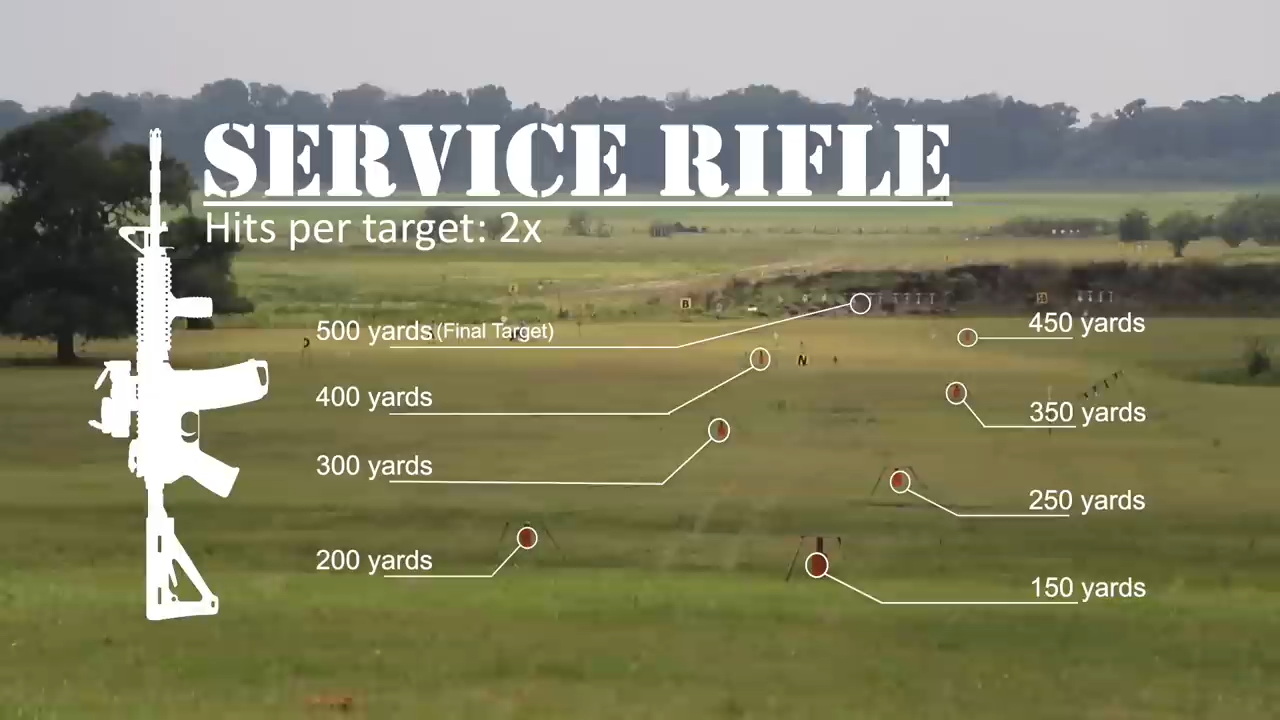 SERVICE RIFLE
Hits per target: 2x
500 yards (Final Target)
450 yards
400 yards
350 yards
300 yards
250 yards
200 yards
150 yards
B
N